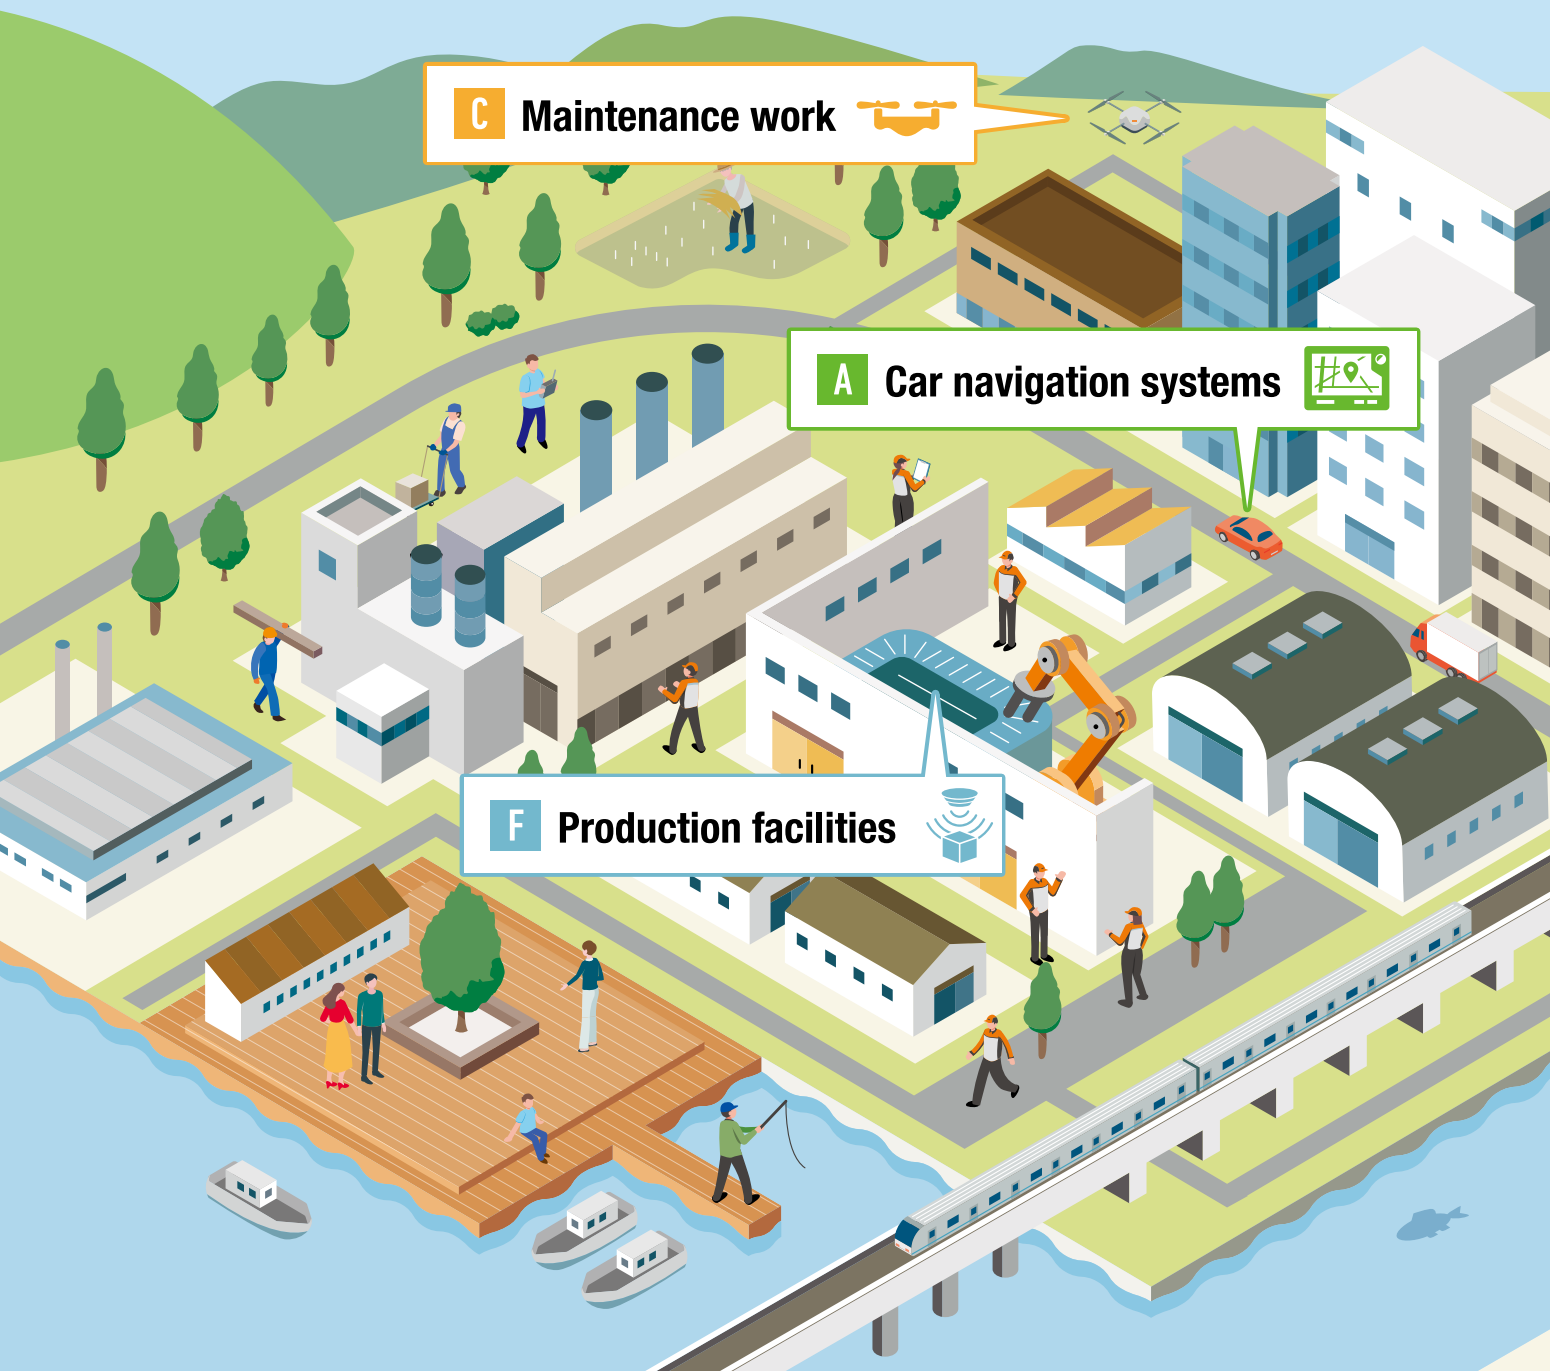 C Maintenance work
A Car navigation systems
F Production facilities